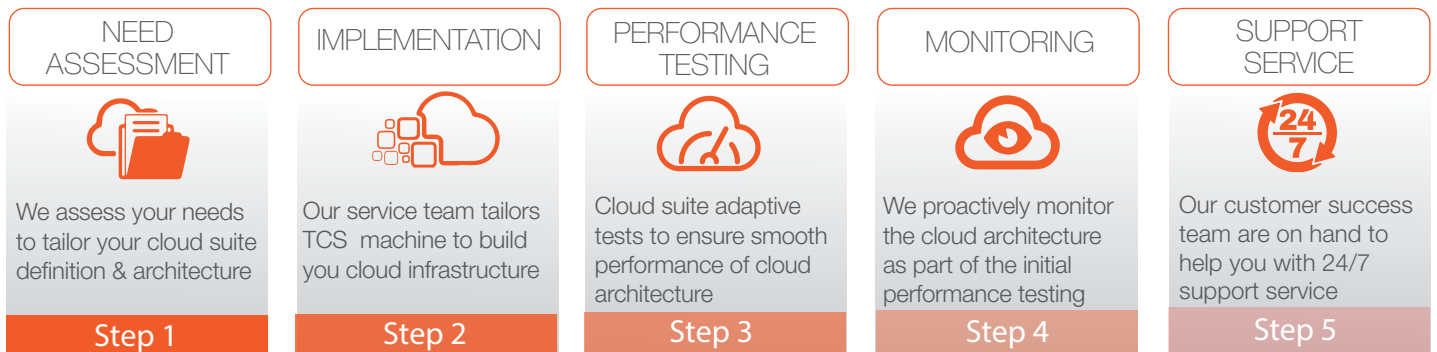 NEED
ASSESSMENT
We assess your needs
to tailor your cloud suite
definition & architecture
Step 1
IMPLEMENTATION
Our service team tailors
TCS machine to build
you cloud infrastructure
Step 2
PERFORMANCE
TESTING
Cloud suite adaptive
tests to ensure smooth
performance of cloud
architecture
Step 3
MONITORING
We proactively monitor
the cloud architecture
as part of the initial
performance testing
Step 4
SUPPORT
SERVICE
24
7
Our customer success
team are on hand to
help you with 24/7
support service
Step 5